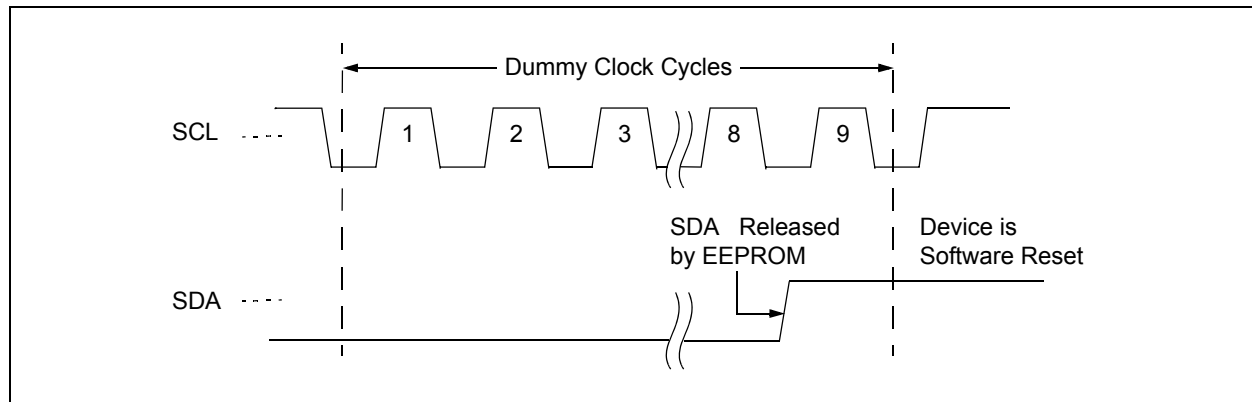 Dummy Clock Cycles
SCL
1 2 3 8 9
SDA Released
by EEPROM
Device is
Software Reset
SDA